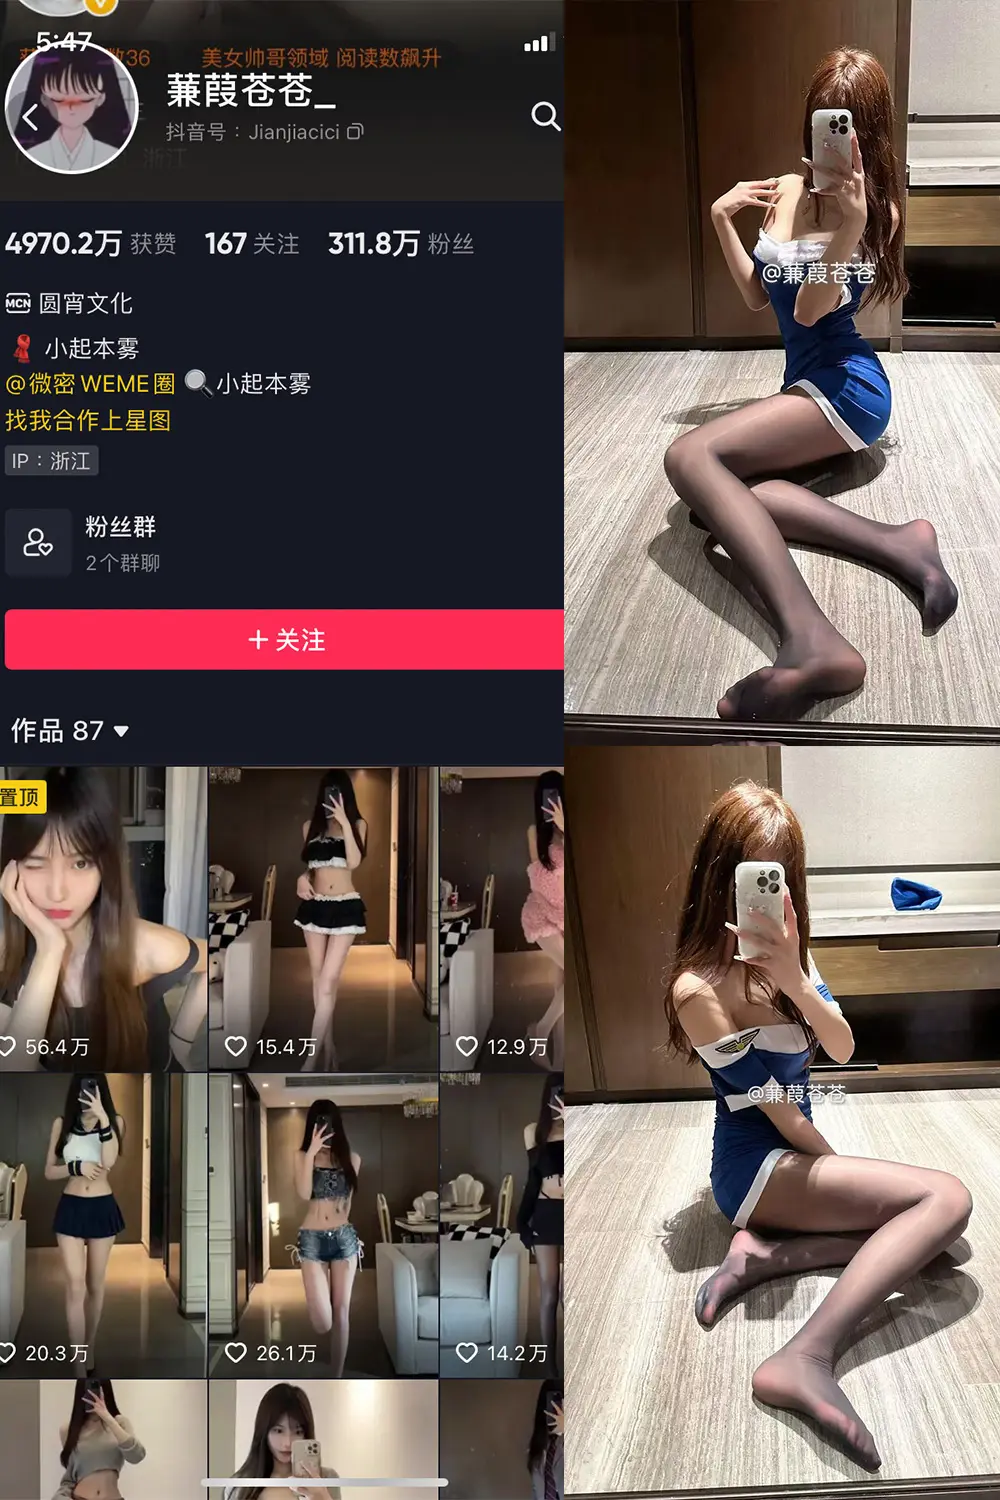 5:47
数36 美女帅哥领域 阅读数飙升
蒹葭苍苍_
抖音号：Jianjiacici
浙江
4970.2万 获赞 167 关注 311.8万 粉丝
MCN 圆宵文化
小起本雾
@微密 WEME圈 小起本雾
找我合作上星图
IP：浙江
粉丝群
2个群聊
+ 关注
作品 87
置顶
56.4万
15.4万
12.9万
20.3万
26.1万
14.2万
@蒹葭苍苍
@蒹葭苍苍